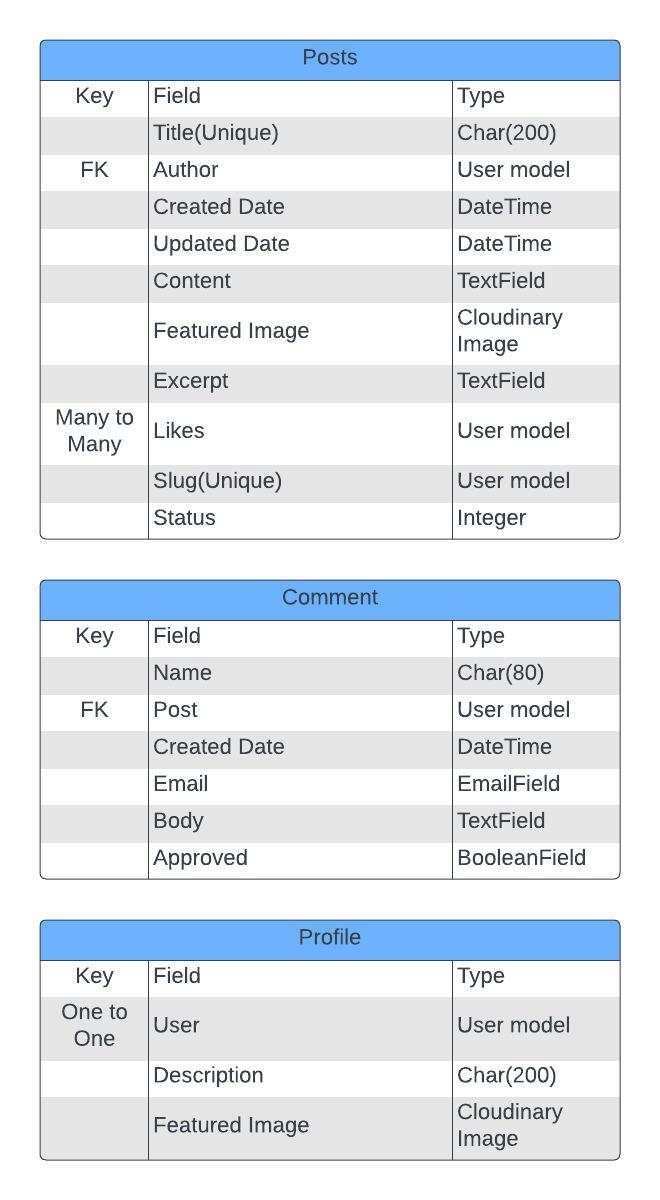 Posts
Key Field Type
Title(Unique) Char(200)
FK Author User model
Created Date DateTime
Updated Date DateTime
Content TextField
Featured Image Cloudinary
Image
Excerpt TextField
Many to
Many Likes User model
Slug(Unique) User model
Status Integer
Comment
Key Field Type
Name Char(80)
FK Post User model
Created Date DateTime
Email EmailField
Body TextField
Approved BooleanField
Profile
Key Field Type
One to
One User User model
Description Char(200)
Featured Image Cloudinary
Image